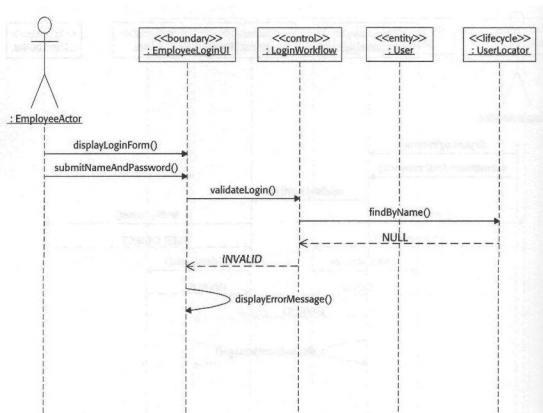 <<boundary>>
: EmployeeLoginUI
<<control>>
: LoginWorkflow
<<entity>>
: User
<<lifecycle>>
: UserLocator
: EmployeeActor
displayLoginForm()
submitNameAndPassword()
validateLogin()
findByName()
NULL
INVALID
displayErrorMessage()